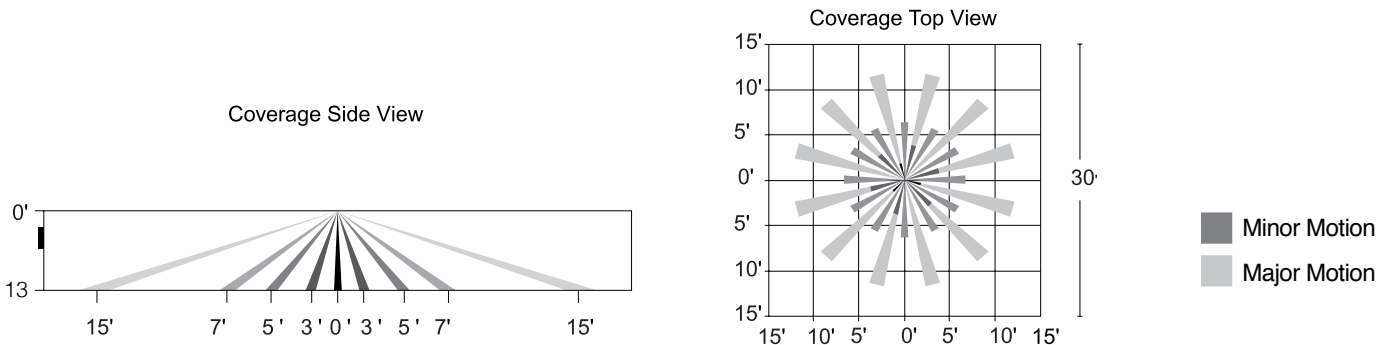 Coverage Side View
0'
13
15' 7' 5' 3' 0' 3' 5' 7' 15'
Coverage Top View
15'
10'
5'
0'
5'
10'
15'
15' 10' 5' 0' 5' 10' 15'
30'
Minor Motion
Major Motion